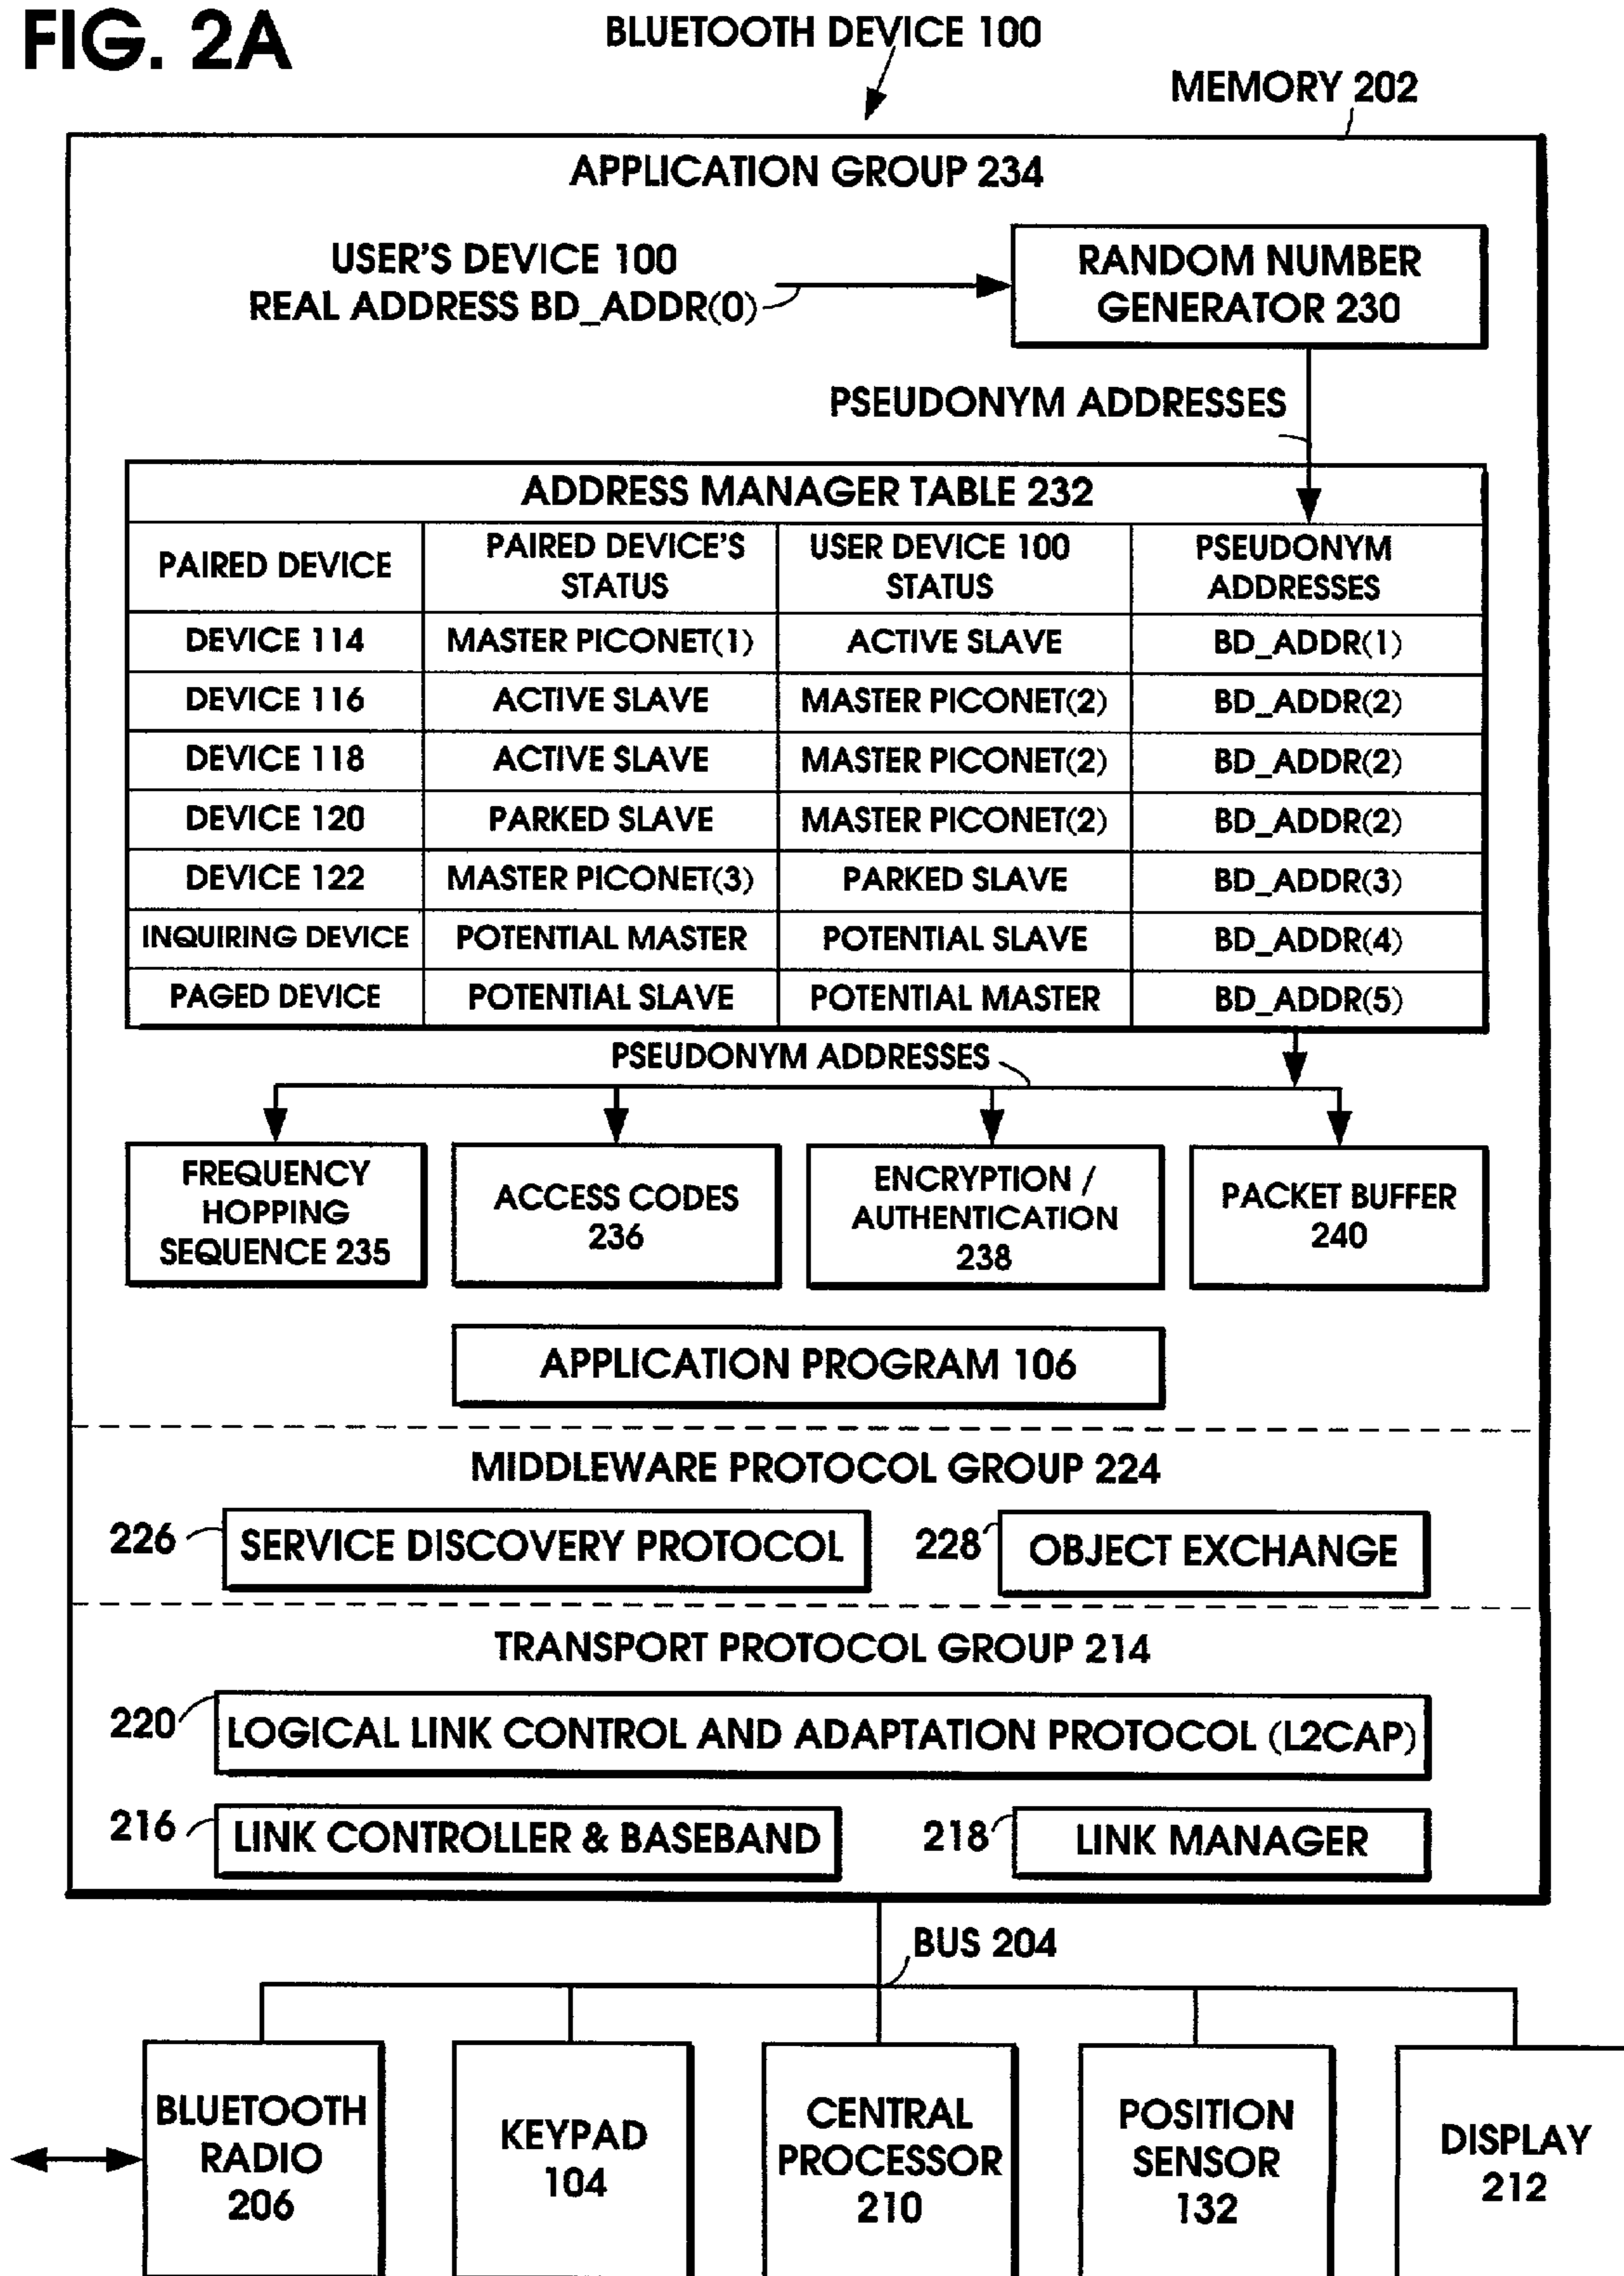 FIG. 2A
BLUETOOTH DEVICE 100
MEMORY 202
APPLICATION GROUP 234
USER'S DEVICE 100
REAL ADDRESS BD_ADDR(0)
RANDOM NUMBER
GENERATOR 230
PSEUDONYM ADDRESSES
ADDRESS MANAGER TABLE 232
PAIRED DEVICE
PAIRED DEVICE'S
STATUS
USER DEVICE 100
STATUS
PSEUDONYM
ADDRESSES
DEVICE 114 MASTER PICONET(1) ACTIVE SLAVE BD_ADDR(1)
DEVICE 116 ACTIVE SLAVE MASTER PICONET(2) BD_ADDR(2)
DEVICE 118 ACTIVE SLAVE MASTER PICONET(2) BD_ADDR(2)
DEVICE 120 PARKED SLAVE MASTER PICONET(2) BD_ADDR(2)
DEVICE 122 MASTER PICONET(3) PARKED SLAVE BD_ADDR(3)
INQUIRING DEVICE POTENTIAL MASTER POTENTIAL SLAVE BD_ADDR(4)
PAGED DEVICE POTENTIAL SLAVE POTENTIAL MASTER BD_ADDR(5)
PSEUDONYM ADDRESSES
FREQUENCY
HOPPING
SEQUENCE 235
ACCESS CODES
236
ENCRYPTION /
AUTHENTICATION
238
PACKET BUFFER
240
APPLICATION PROGRAM 106
MIDDLEWARE PROTOCOL GROUP 224
226 SERVICE DISCOVERY PROTOCOL
228 OBJECT EXCHANGE
TRANSPORT PROTOCOL GROUP 214
220 LOGICAL LINK CONTROL AND ADAPTATION PROTOCOL (L2CAP)
216 LINK CONTROLLER & BASEBAND
218 LINK MANAGER
BUS 204
BLUETOOTH
RADIO
206
KEYPAD
104
CENTRAL
PROCESSOR
210
POSITION
SENSOR
132
DISPLAY
212